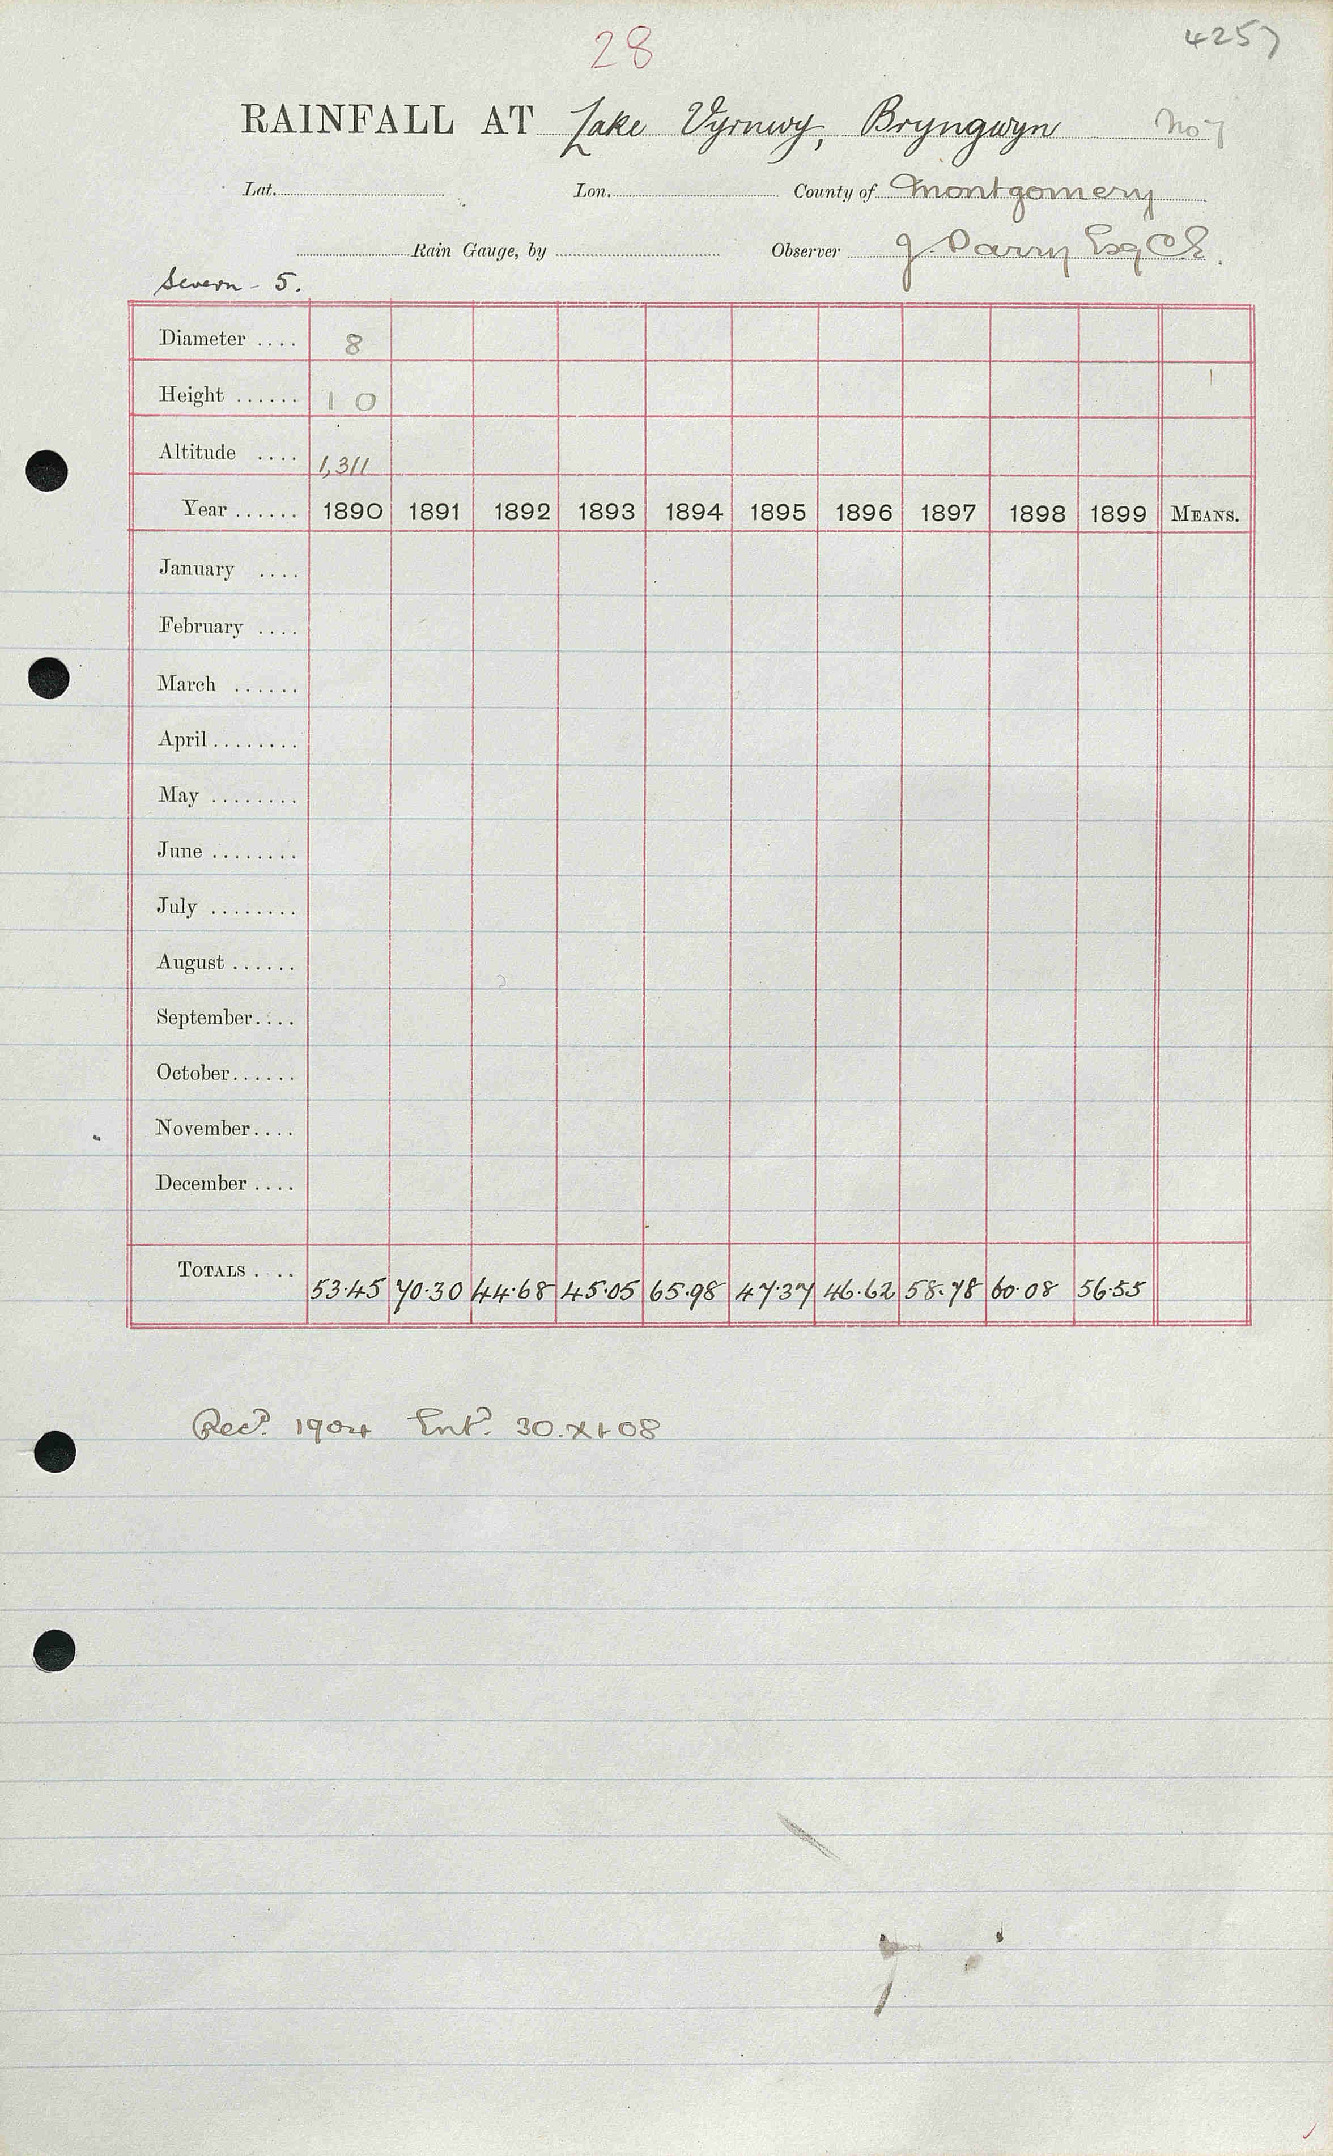 28
4257
RAINFALL AT Lake Vyrnwy, Bryngwyn No 7
Lat. Lon. County of Montgomery
Rain Gauge, by Observer J. Parry Esq C.E.
Severn - 5.
Diameter .... 8
Height ...... 1 0
Altitude .... 1,311
Year ...... 1890 1891 1892 1893 1894 1895 1896 1897 1898 1899 MEANS.
January ....
February ....
March ......
April ........
May ........
June ........
July ........
August ......
September....
October......
November....
December ....
TOTALS .... 53.45 70.30 44.68 45.05 65.98 47.37 46.62 58.78 60.08 56.55
Recd. 1904 Entd. 30.XI.08